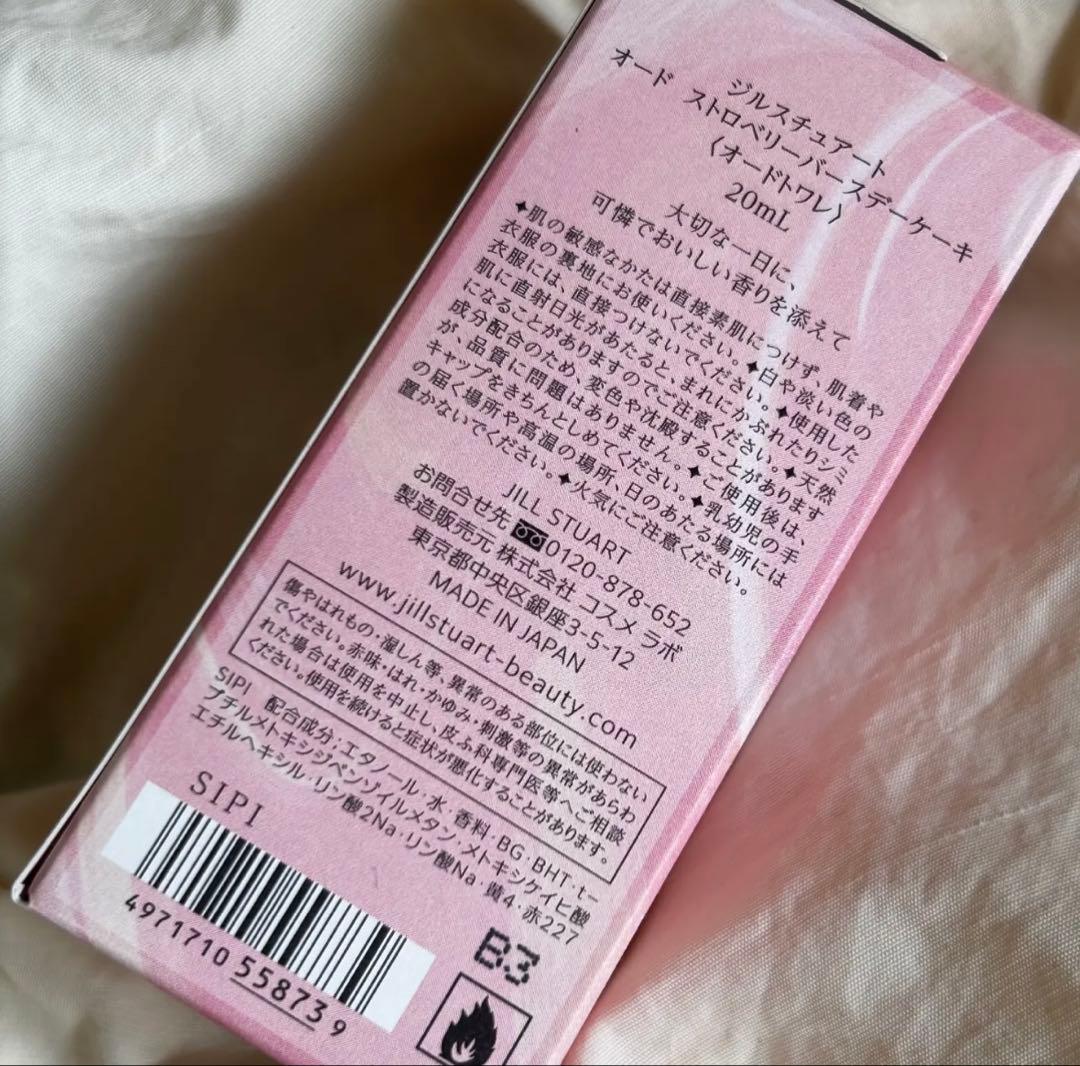 ジルスチュアート
オード ストロベリーバースデーケーキ
〈オードトワレ〉
20mL
大切な一日に、
可憐でおいしい香りを添えて
✦肌の敏感なかたは直接素肌につけず、肌着や
衣服の裏地にお使いください。✦白や淡い色の
衣服には、直接つけないでください。✦使用した
肌に直射日光があたると、まれにかぶれたりシミ
になることがありますのでご注意ください。✦天然
成分配合のため、変色や沈殿することがあります
が、品質に問題はありません。✦ご使用後は、
キャップをきちんとしめてください。✦乳幼児の手
の届く場所や高温の場所、日のあたる場所には
置かないでください。✦火気にご注意ください。
JILL STUART
お問合せ先 0120-878-652
製造販売元 株式会社 コスメ ラボ
東京都中央区銀座3-5-12
MADE IN JAPAN
www.jillstuart-beauty.com
傷やはれもの・湿しん等、異常のある部位には使わない
でください。赤味・はれ・かゆみ・刺激等の異常があらわ
れた場合は使用を中止し、皮ふ科専門医等へご相談
ください。使用を続けると症状が悪化することがあります。
SIPI 配合成分:エタノール・水・香料・BG・BHT・t-
ブチルメトキシジベンゾイルメタン・メトキシケイヒ酸
エチルヘキシル・リン酸2Na・リン酸Na・黄4・赤227
SIPI
4971710 558739
B3